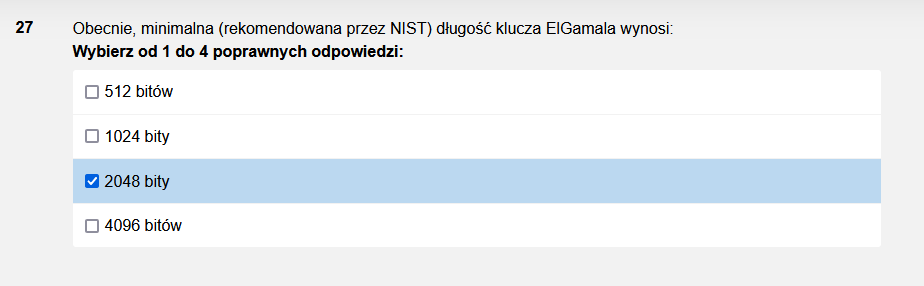 27 Obecnie, minimalna (rekomendowana przez NIST) długość klucza ElGamala wynosi:
Wybierz od 1 do 4 poprawnych odpowiedzi:
512 bitów
1024 bity
2048 bity
4096 bitów